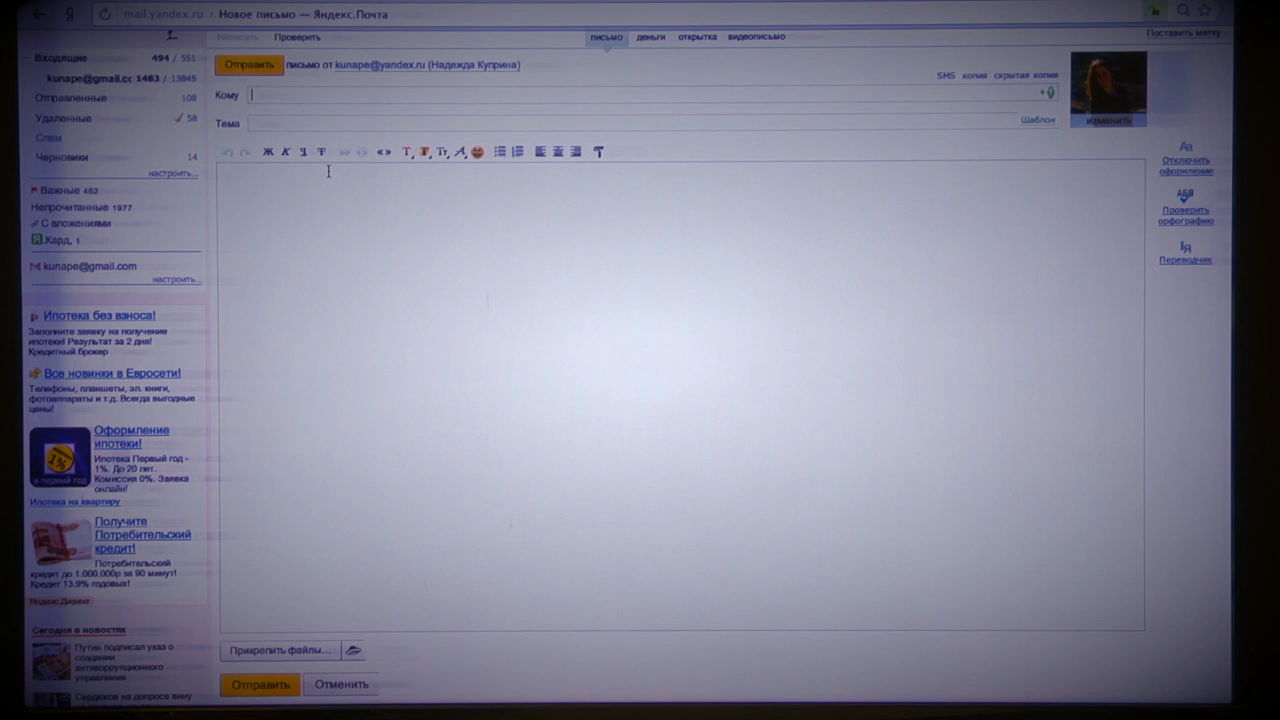 mail.yandex.ru › Новое письмо — Яндекс.Почта
Написать Проверить
письмо деньги открытка видеописьмо
Поставить метку
Отправить письмо от kunape@yandex.ru (Надежда Куприна)
SMS копия скрытая копия
Кому
Тема
Шаблон
изменить
Ж К Ч Т
Отключить
оформление
АБВ
Проверить
орфографию
Переводчик
Входящие 494 / 551
kunape@gmail.cc 1483 / 13845
Отправленные 108
Удаленные 58
Спам
Черновики 14
настроить...
Важные 462
Непрочитанные 1977
С вложениями
Я.Кард, 1
kunape@gmail.com
настроить...
Ипотека без взноса!
Заполните заявку на получение
ипотеки! Результат за 2 дня!
Кредитный брокер
Все новинки в Евросети!
Телефоны, планшеты, эл. книги,
фотоаппараты и т.д. Всегда выгодные
цены!
1%
в первый год
Оформление
ипотеки!
Ипотека Первый год -
1%. До 20 лет.
Комиссия 0%. Заявка
онлайн!
Ипотека на квартиру
Получите
Потребительский
кредит!
Потребительский
кредит до 1.000.000р за 90 минут!
Кредит 13.9% годовых!
Яндекс.Директ
Сегодня в новостях
Путин подписал указ о
создании
антикоррупционного
управления
Сердюков на допросе вину
Прикрепить файлы...
Отправить Отменить